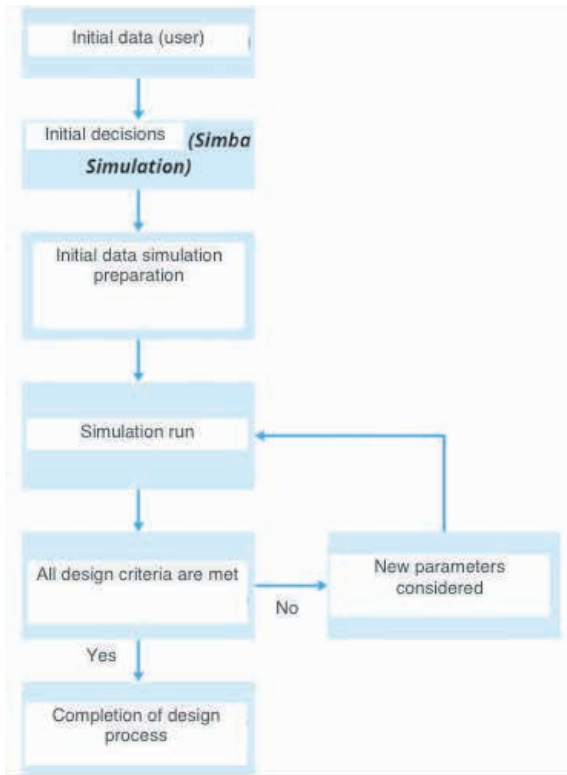 Initial data (user)
Initial decisions (Simba
Simulation)
Initial data simulation
preparation
Simulation run
All design criteria are met
No
New parameters
considered
Yes
Completion of design
process